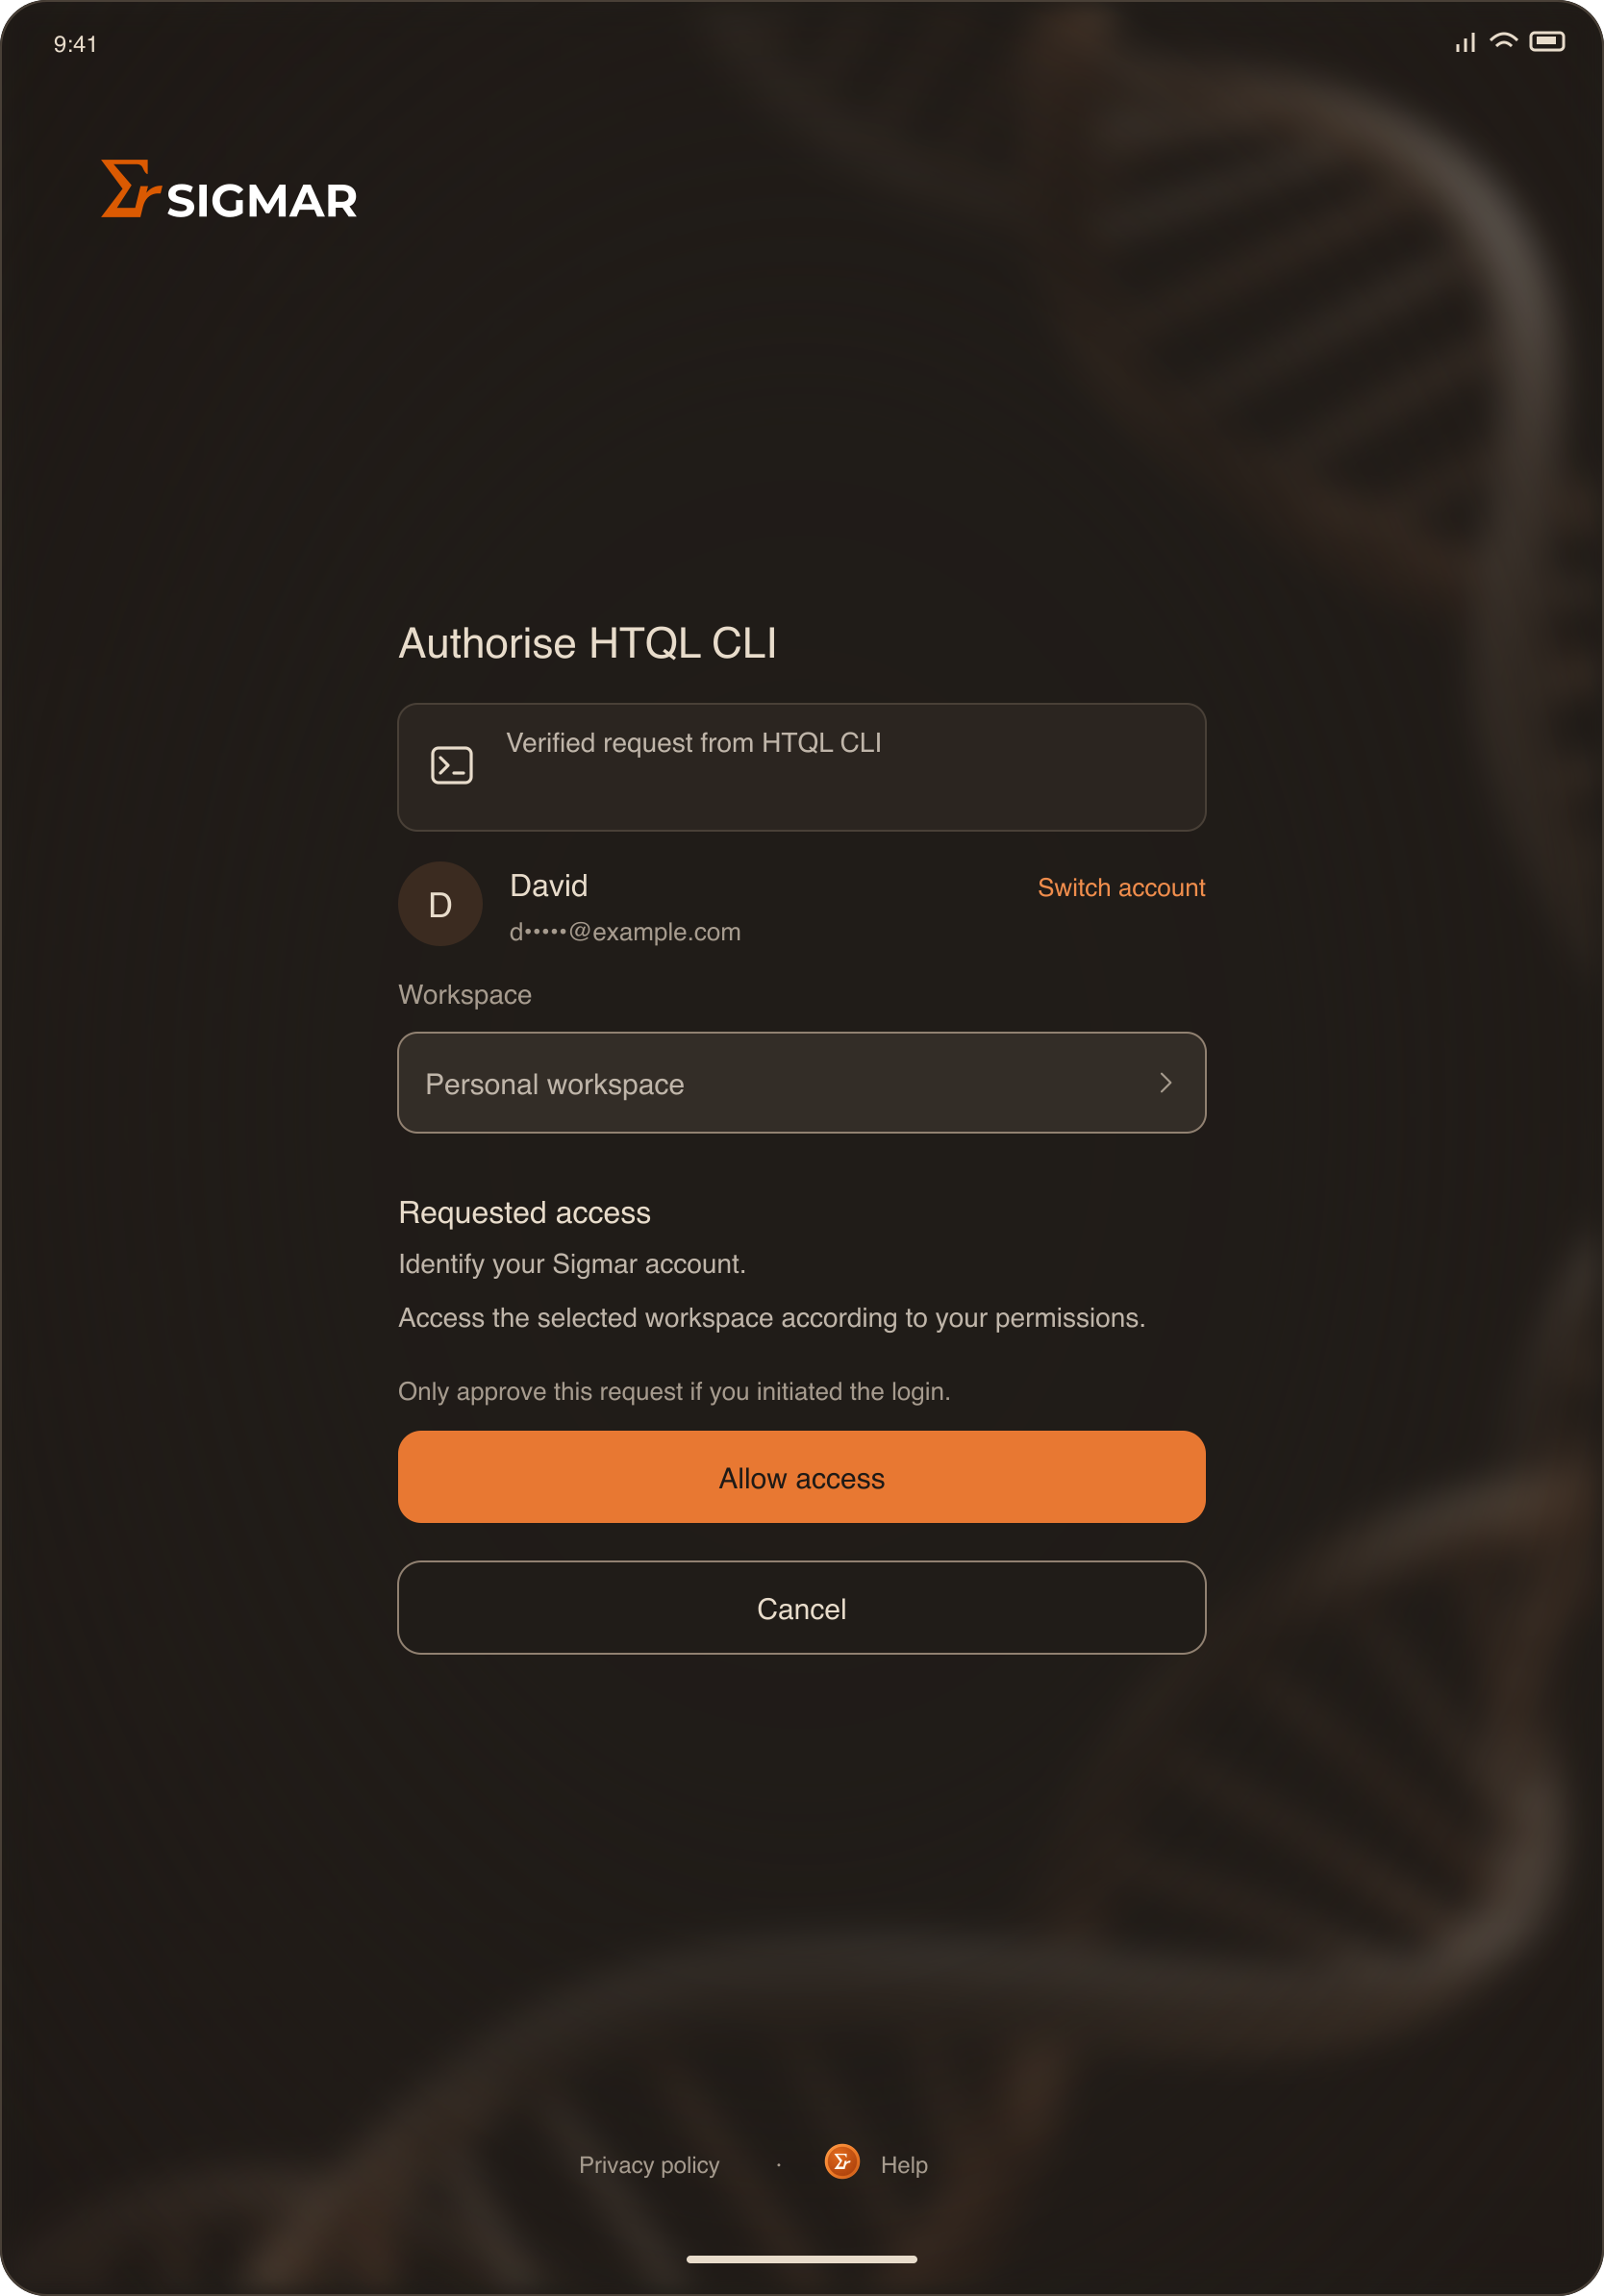 9:41
SIGMAR
Authorise HTQL CLI
Verified request from HTQL CLI
D
David
Switch account
d•••••@example.com
Workspace
Personal workspace
Requested access
Identify your Sigmar account.
Access the selected workspace according to your permissions.
Only approve this request if you initiated the login.
Allow access
Cancel
Privacy policy · Help